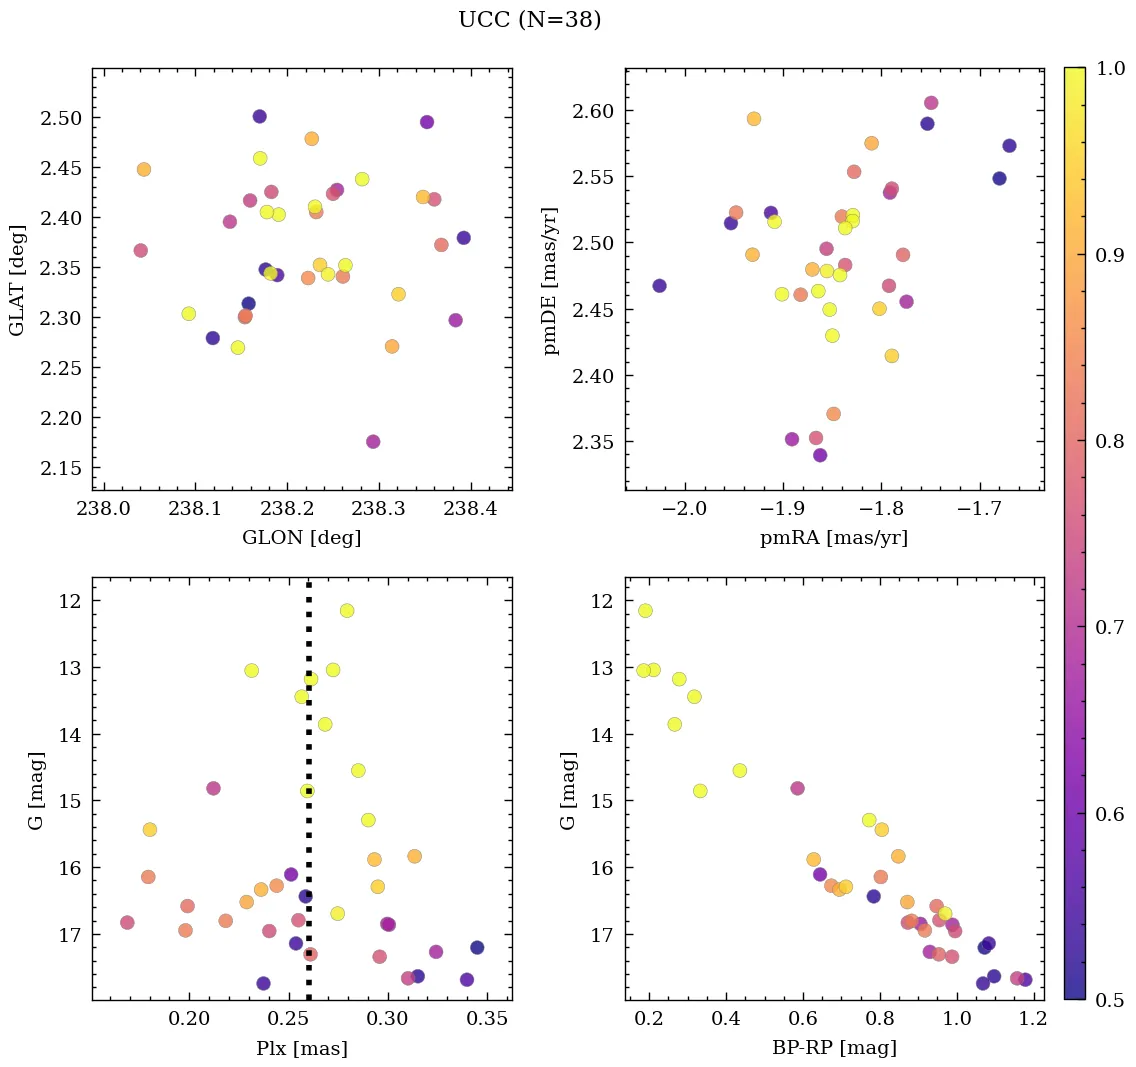 UCC (N=38)
2.50
2.45
2.40
2.35
2.30
2.25
2.20
2.15
GLAT [deg]
238.0 238.1 238.2 238.3 238.4
GLON [deg]
2.60
2.55
2.50
2.45
2.40
2.35
pmDE [mas/yr]
−2.0 −1.9 −1.8 −1.7
pmRA [mas/yr]
12
13
14
15
16
17
G [mag]
0.20 0.25 0.30 0.35
Plx [mas]
12
13
14
15
16
17
G [mag]
0.2 0.4 0.6 0.8 1.0 1.2
BP-RP [mag]
1.0
0.9
0.8
0.7
0.6
0.5